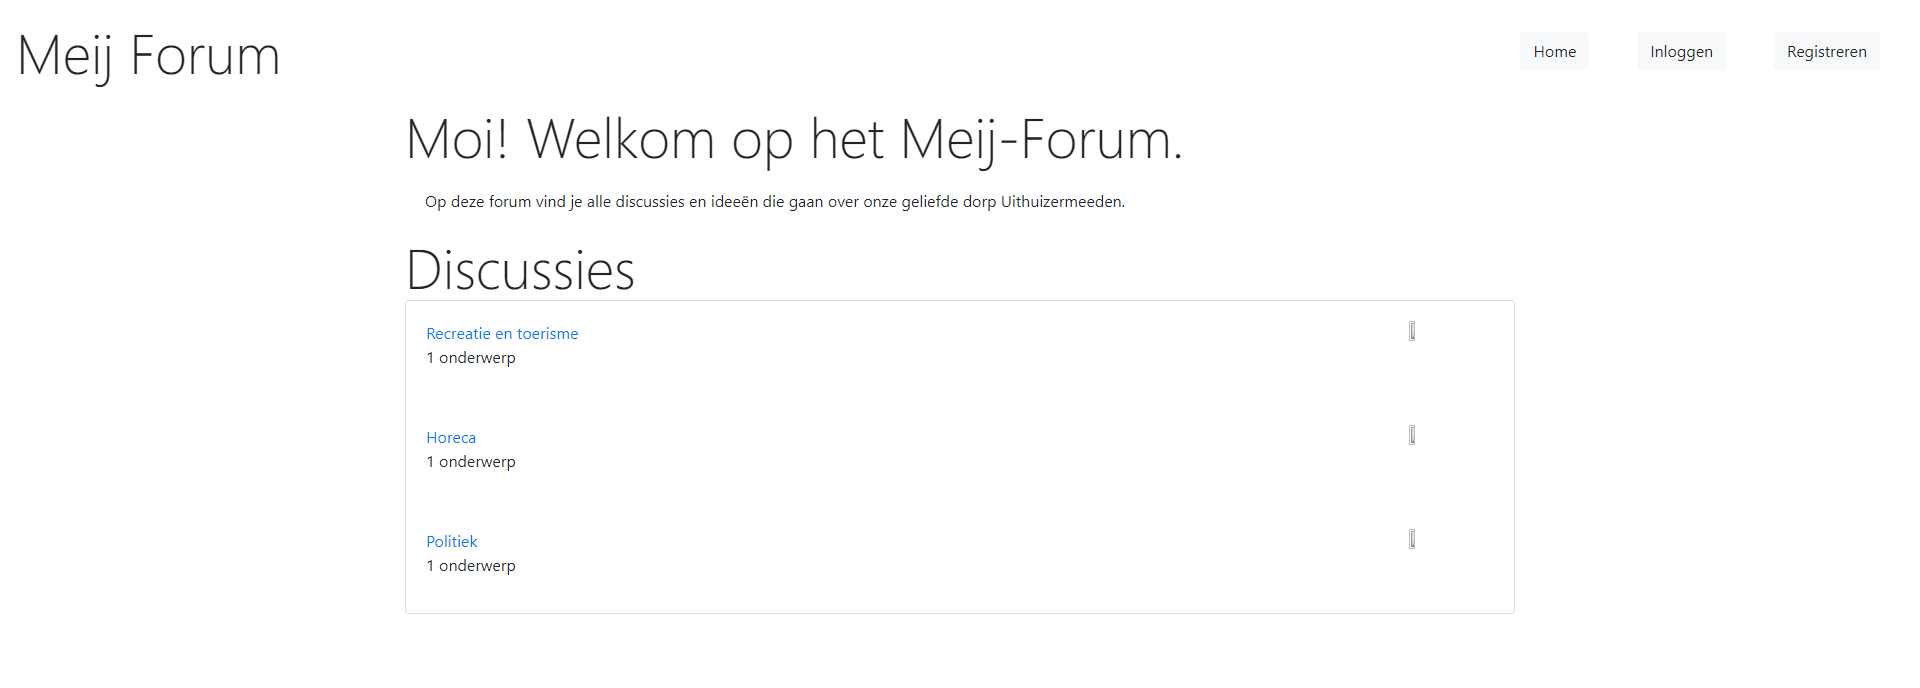 Meij Forum
Home
Inloggen
Registreren
Moi! Welkom op het Meij-Forum.
Op deze forum vind je alle discussies en ideeën die gaan over onze geliefde dorp Uithuizermeeden.
Discussies
Recreatie en toerisme
1 onderwerp
Horeca
1 onderwerp
Politiek
1 onderwerp